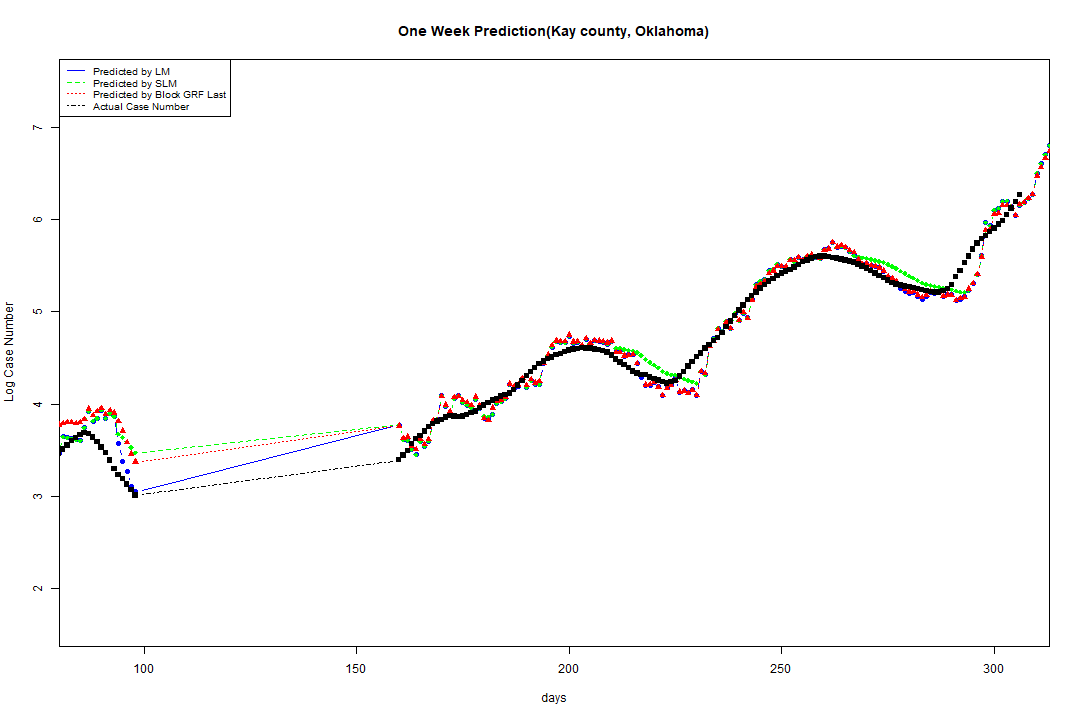 One Week Prediction(Kay county, Oklahoma)
Predicted by LM
Predicted by SLM
Predicted by Block GRF Last
Actual Case Number
7
6
5
4
3
2
Log Case Number
100 150 200 250 300
days